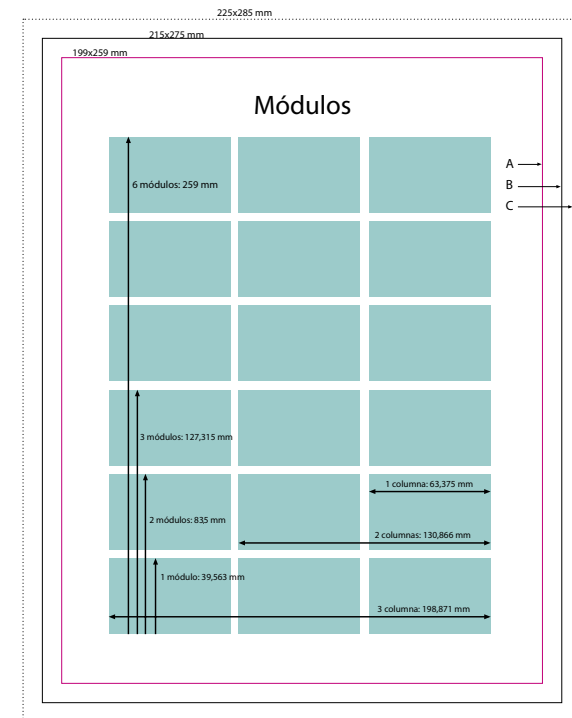 225x285 mm
215x275 mm
199x259 mm
Módulos
A
B
C
6 módulos: 259 mm
3 módulos: 127,315 mm
1 columna: 63,375 mm
2 módulos: 83,5 mm
2 columnas: 130,866 mm
1 módulo: 39,563 mm
3 columna: 198,871 mm